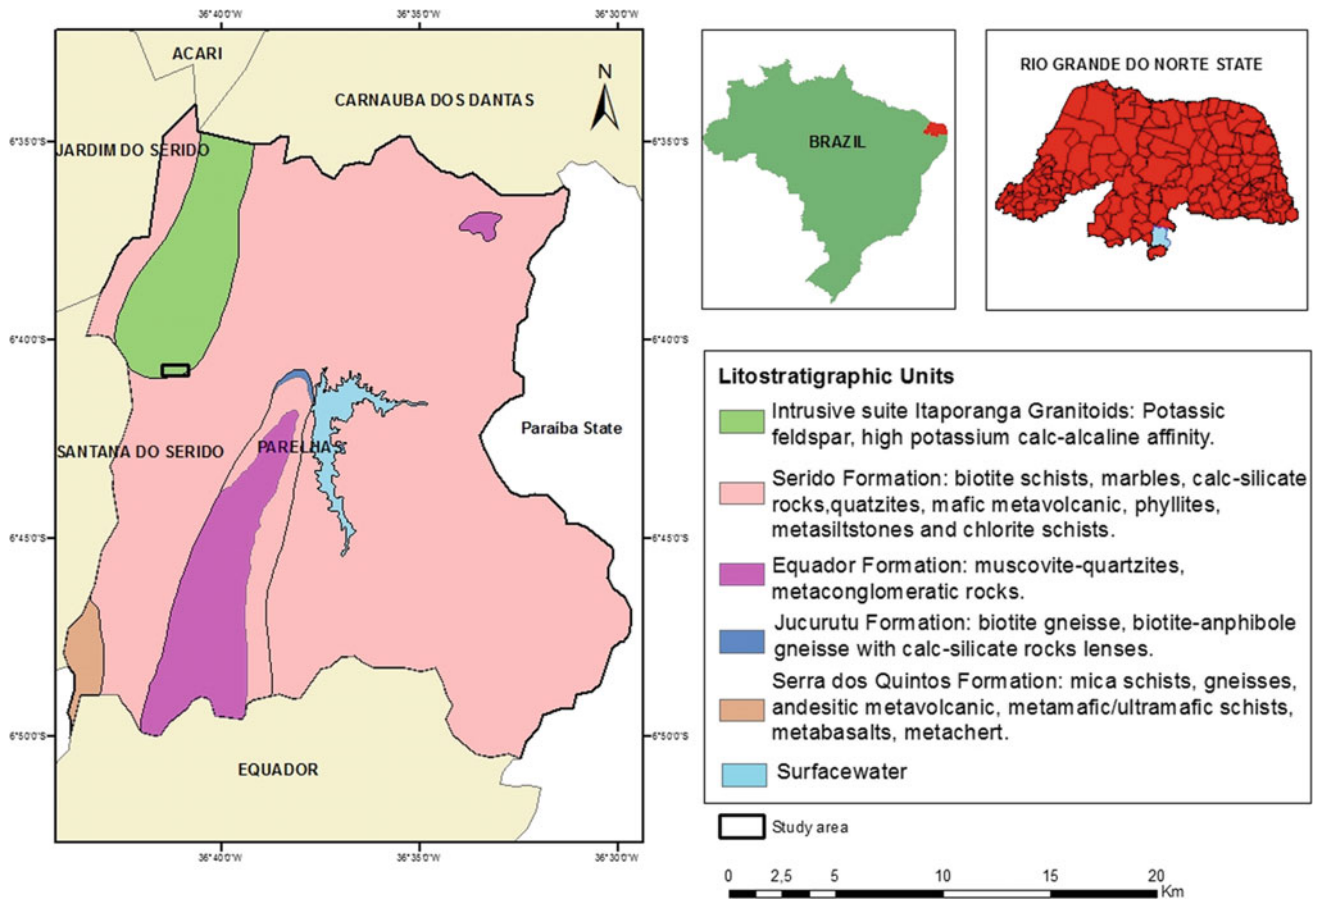 36°40'0"W 36°35'0"W 36°30'0"W
ACARI
N
CARNAUBA DOS DANTAS
6°35'0"S
6°35'0"S
JARDIM DO SERIDO
6°40'0"S
6°40'0"S
SANTANA DO SERIDO
PARELHAS
Paraíba State
6°45'0"S
6°45'0"S
6°50'0"S
6°50'0"S
EQUADOR
36°40'0"W 36°35'0"W 36°30'0"W
BRAZIL
RIO GRANDE DO NORTE STATE
Litostratigraphic Units
Intrusive suite Itaporanga Granitoids: Potassic
feldspar, high potassium calc-alcaline affinity.
Serido Formation: biotite schists, marbles, calc-silicate
rocks,quatzites, mafic metavolcanic, phyllites,
metasiltstones and chlorite schists.
Equador Formation: muscovite-quartzites,
metaconglomeratic rocks.
Jucurutu Formation: biotite gneisse, biotite-anphibole
gneisse with calc-silicate rocks lenses.
Serra dos Quintos Formation: mica schists, gneisses,
andesitic metavolcanic, metamafic/ultramafic schists,
metabasalts, metachert.
Surfacewater
Study area
0 2,5 5 10 15 20
Km